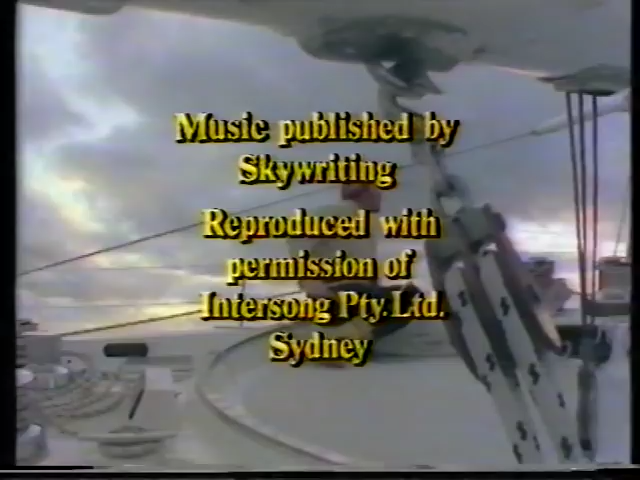 Music published by
Skywriting
Reproduced with
permission of
Intersong Pty. Ltd.
Sydney